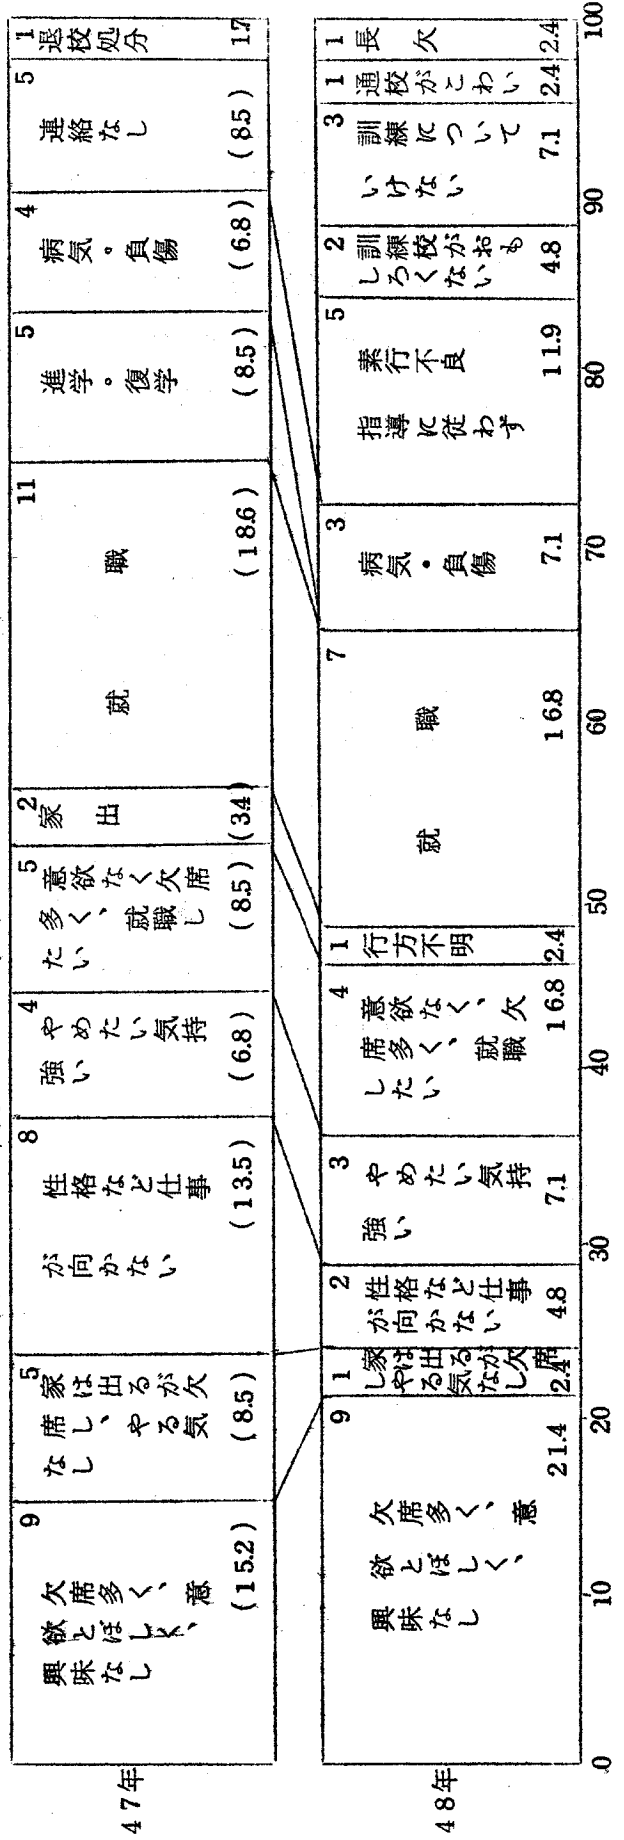 47年
9
欠席多く、意
欲とぼしく、
興味なし
(15.2)
5
家は出るが欠
席し、やる気
なし
(8.5)
8
性格など仕事
が向かない
(13.5)
4
やめたい気持
強い
(6.8)
5
意欲なく欠席
多く、就職し
たい
(8.5)
2
家出
(34)
11
就職
(18.6)
5
進学。復学
(8.5)
4
病気。負傷
(6.8)
5
連絡なし
(85)
1
退校処分
17
48年
9
欠席多く、意
欲とぼしく、
興味なし
21.4
1
家は出るが欠席
しやる気なし
2.4
2
性格など仕事
が向かない
4.8
3
やめたい気持
強い
7.1
4
意欲なく、欠
席多く、就職
したい
16.8
1
行方不明
2.4
7
就職
16.8
3
病気・負傷
7.1
5
素行不良
指導に従わず
11.9
2
訓練校がおも
しろくない
4.8
3
訓練について
いけない
7.1
1
通校がこわい
2.4
1
長欠
2.4
0 10 20 30 40 50 60 70 80 90 100